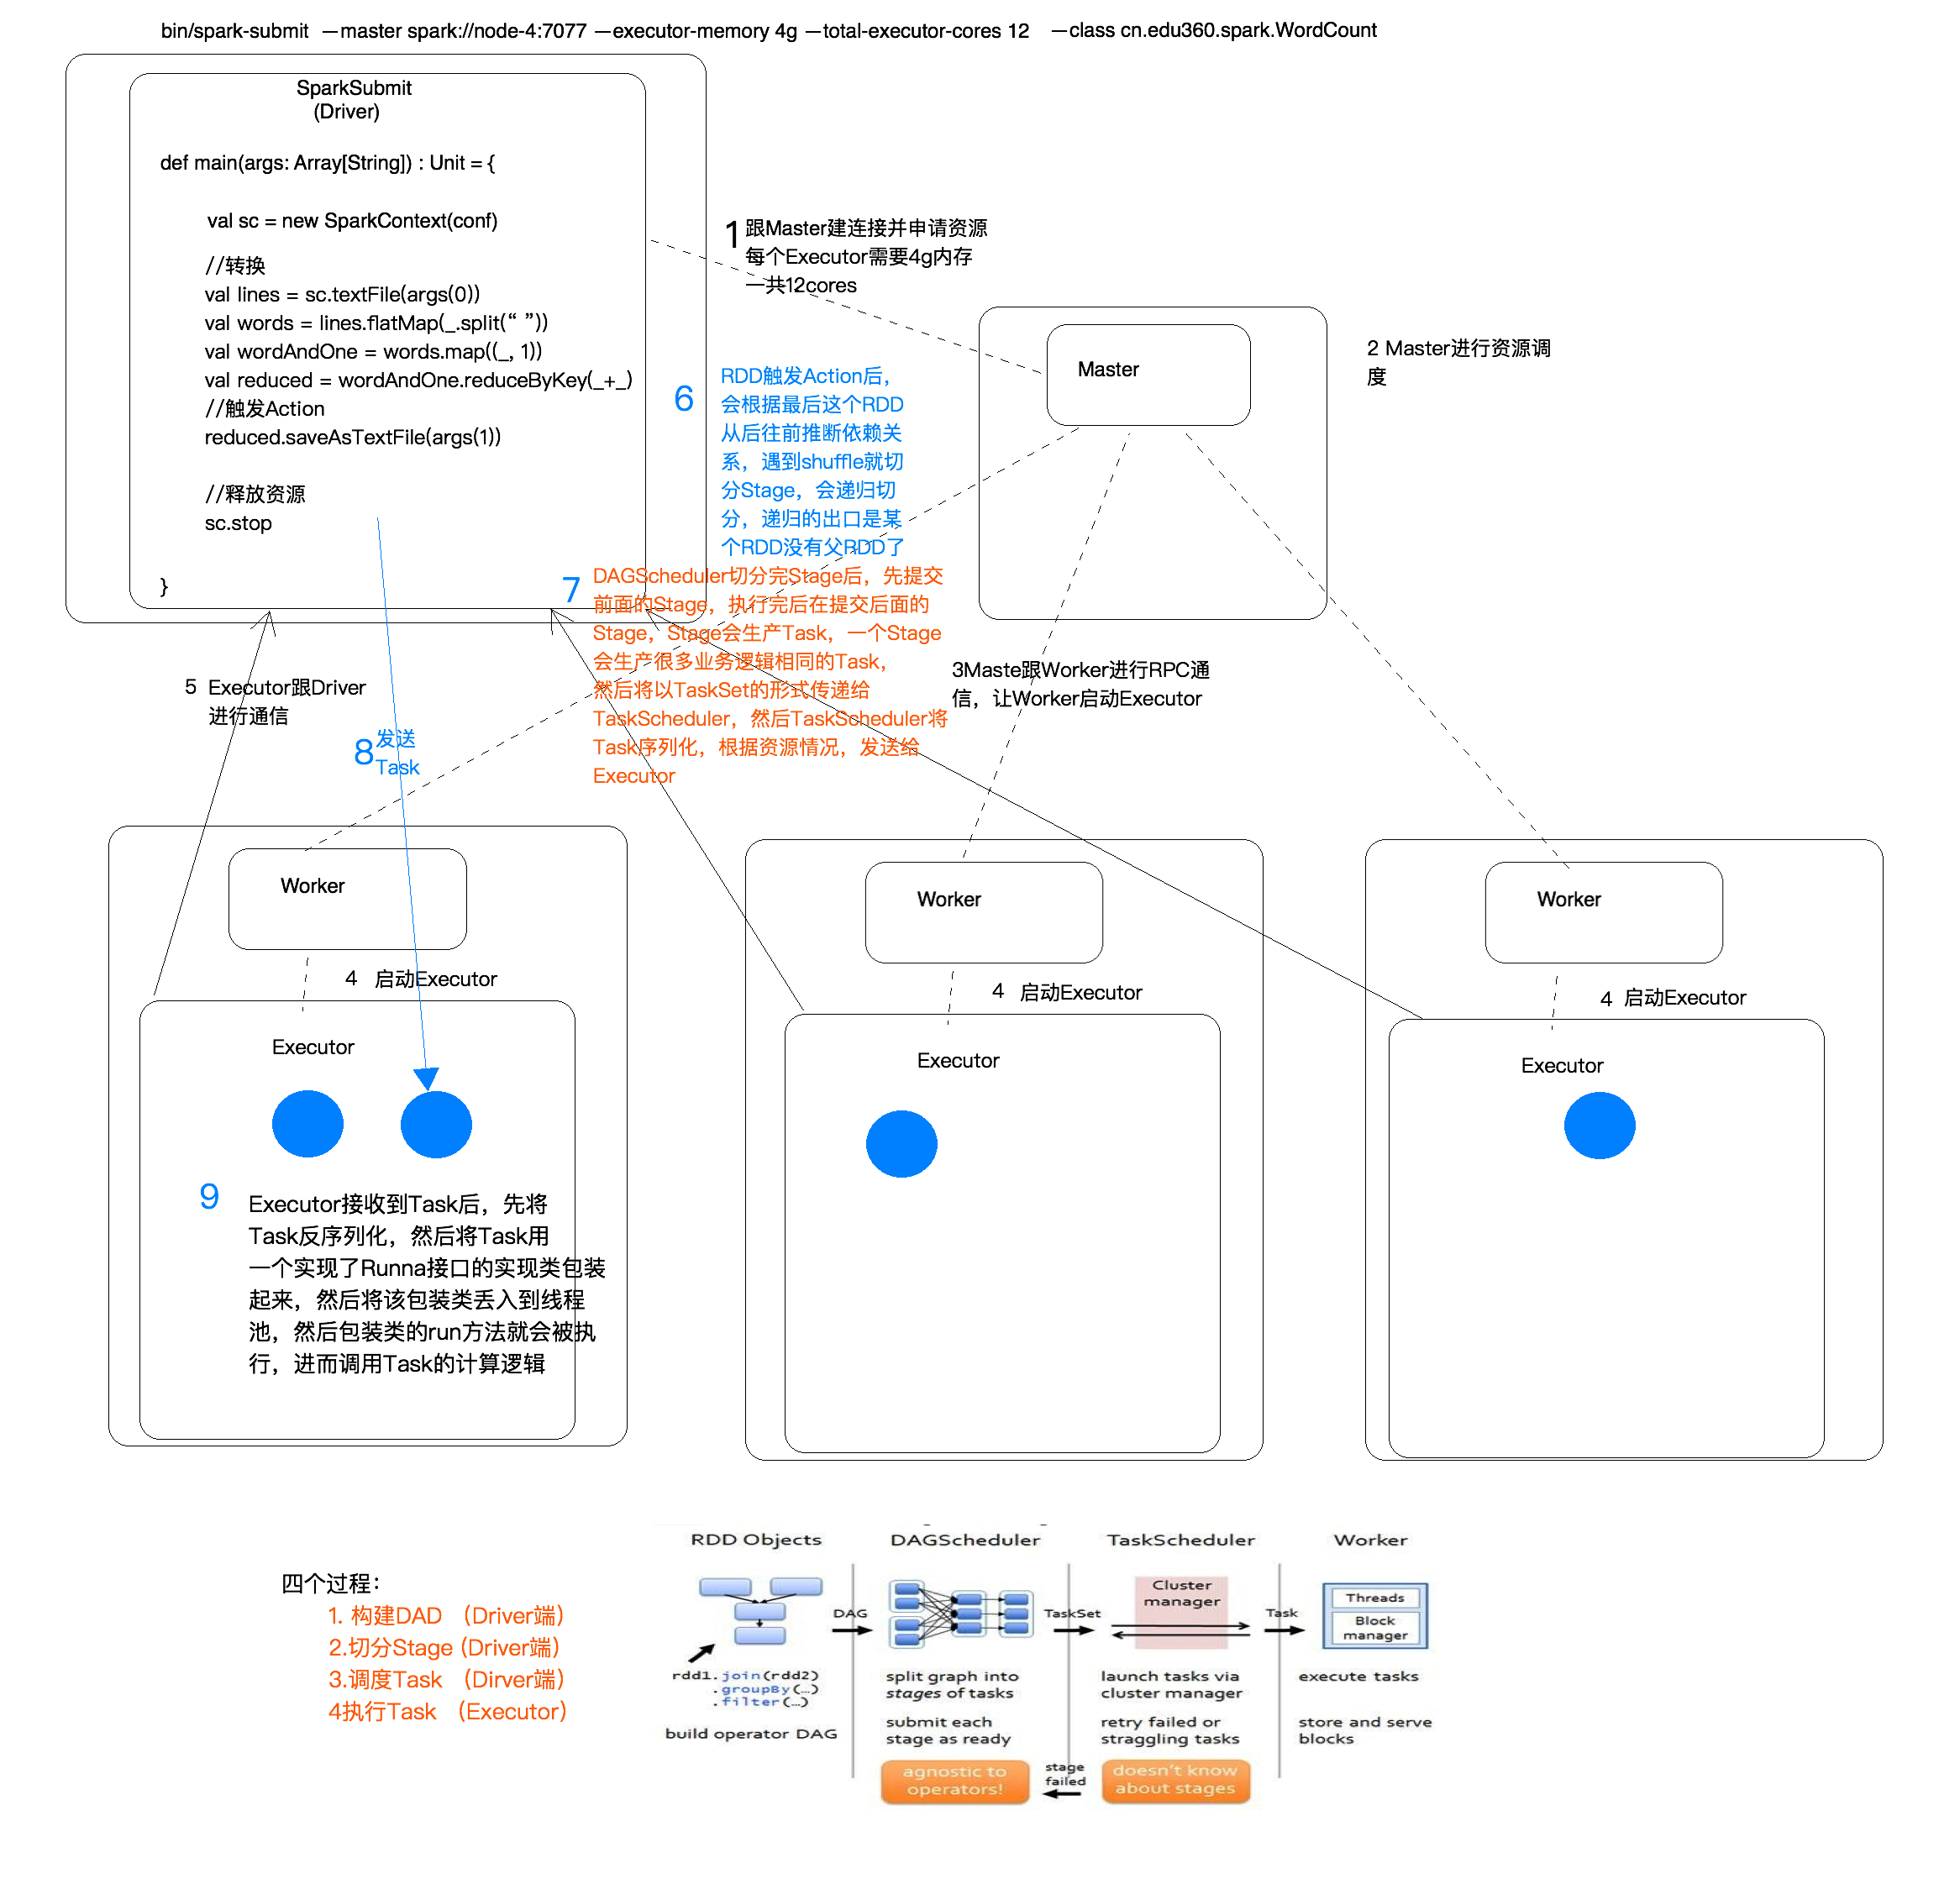 bin/spark-submit —master spark://node-4:7077 —executor-memory 4g —total-executor-cores 12 —class cn.edu360.spark.WordCount
SparkSubmit
(Driver)
def main(args: Array[String]) : Unit = {
val sc = new SparkContext(conf)
//转换
val lines = sc.textFile(args(0))
val words = lines.flatMap(_.split(“ ”))
val wordAndOne = words.map((_, 1))
val reduced = wordAndOne.reduceByKey(_+_)
//触发Action
reduced.saveAsTextFile(args(1))
//释放资源
sc.stop
}
1 跟Master建连接并申请资源
每个Executor需要4g内存
一共12cores
Master
2 Master进行资源调
度
6 RDD触发Action后，
会根据最后这个RDD
从后往前推断依赖关
系，遇到shuffle就切
分Stage，会递归切
分，递归的出口是某
个RDD没有父RDD了
7 DAGScheduler切分完Stage后，先提交
前面的Stage，执行完后在提交后面的
Stage，Stage会生产Task，一个Stage
会生产很多业务逻辑相同的Task，
然后将以TaskSet的形式传递给
TaskScheduler，然后TaskScheduler将
Task序列化，根据资源情况，发送给
Executor
3Maste跟Worker进行RPC通
信，让Worker启动Executor
5 Executor跟Driver
进行通信
8 发送
Task
Worker
4 启动Executor
Executor
9 Executor接收到Task后，先将
Task反序列化，然后将Task用
一个实现了Runna接口的实现类包装
起来，然后将该包装类丢入到线程
池，然后包装类的run方法就会被执
行，进而调用Task的计算逻辑
Worker
4 启动Executor
Executor
Worker
4 启动Executor
Executor
四个过程：
1. 构建DAD （Driver端）
2.切分Stage (Driver端）
3.调度Task （Dirver端）
4执行Task （Executor）
RDD Objects
DAG
rdd1.join(rdd2)
.groupBy(…)
.filter(…)
build operator DAG
DAGScheduler
TaskSet
split graph into
stages of tasks
submit each
stage as ready
agnostic to
operators!
stage
failed
TaskScheduler
Cluster
manager
Task
launch tasks via
cluster manager
retry failed or
straggling tasks
doesn't know
about stages
Worker
Threads
Block
manager
execute tasks
store and serve
blocks